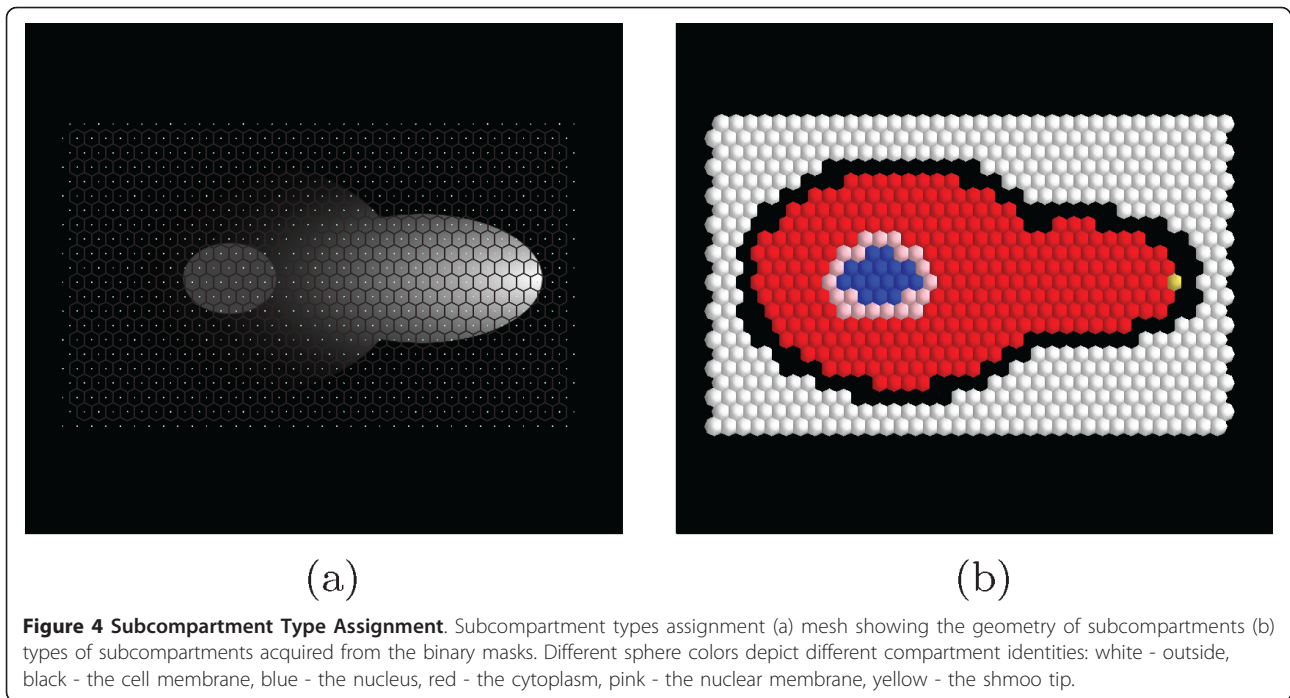 (a)
(b)
Figure 4 Subcompartment Type Assignment. Subcompartment types assignment (a) mesh showing the geometry of subcompartments (b)
types of subcompartments acquired from the binary masks. Different sphere colors depict different compartment identities: white - outside,
black - the cell membrane, blue - the nucleus, red - the cytoplasm, pink - the nuclear membrane, yellow - the shmoo tip.